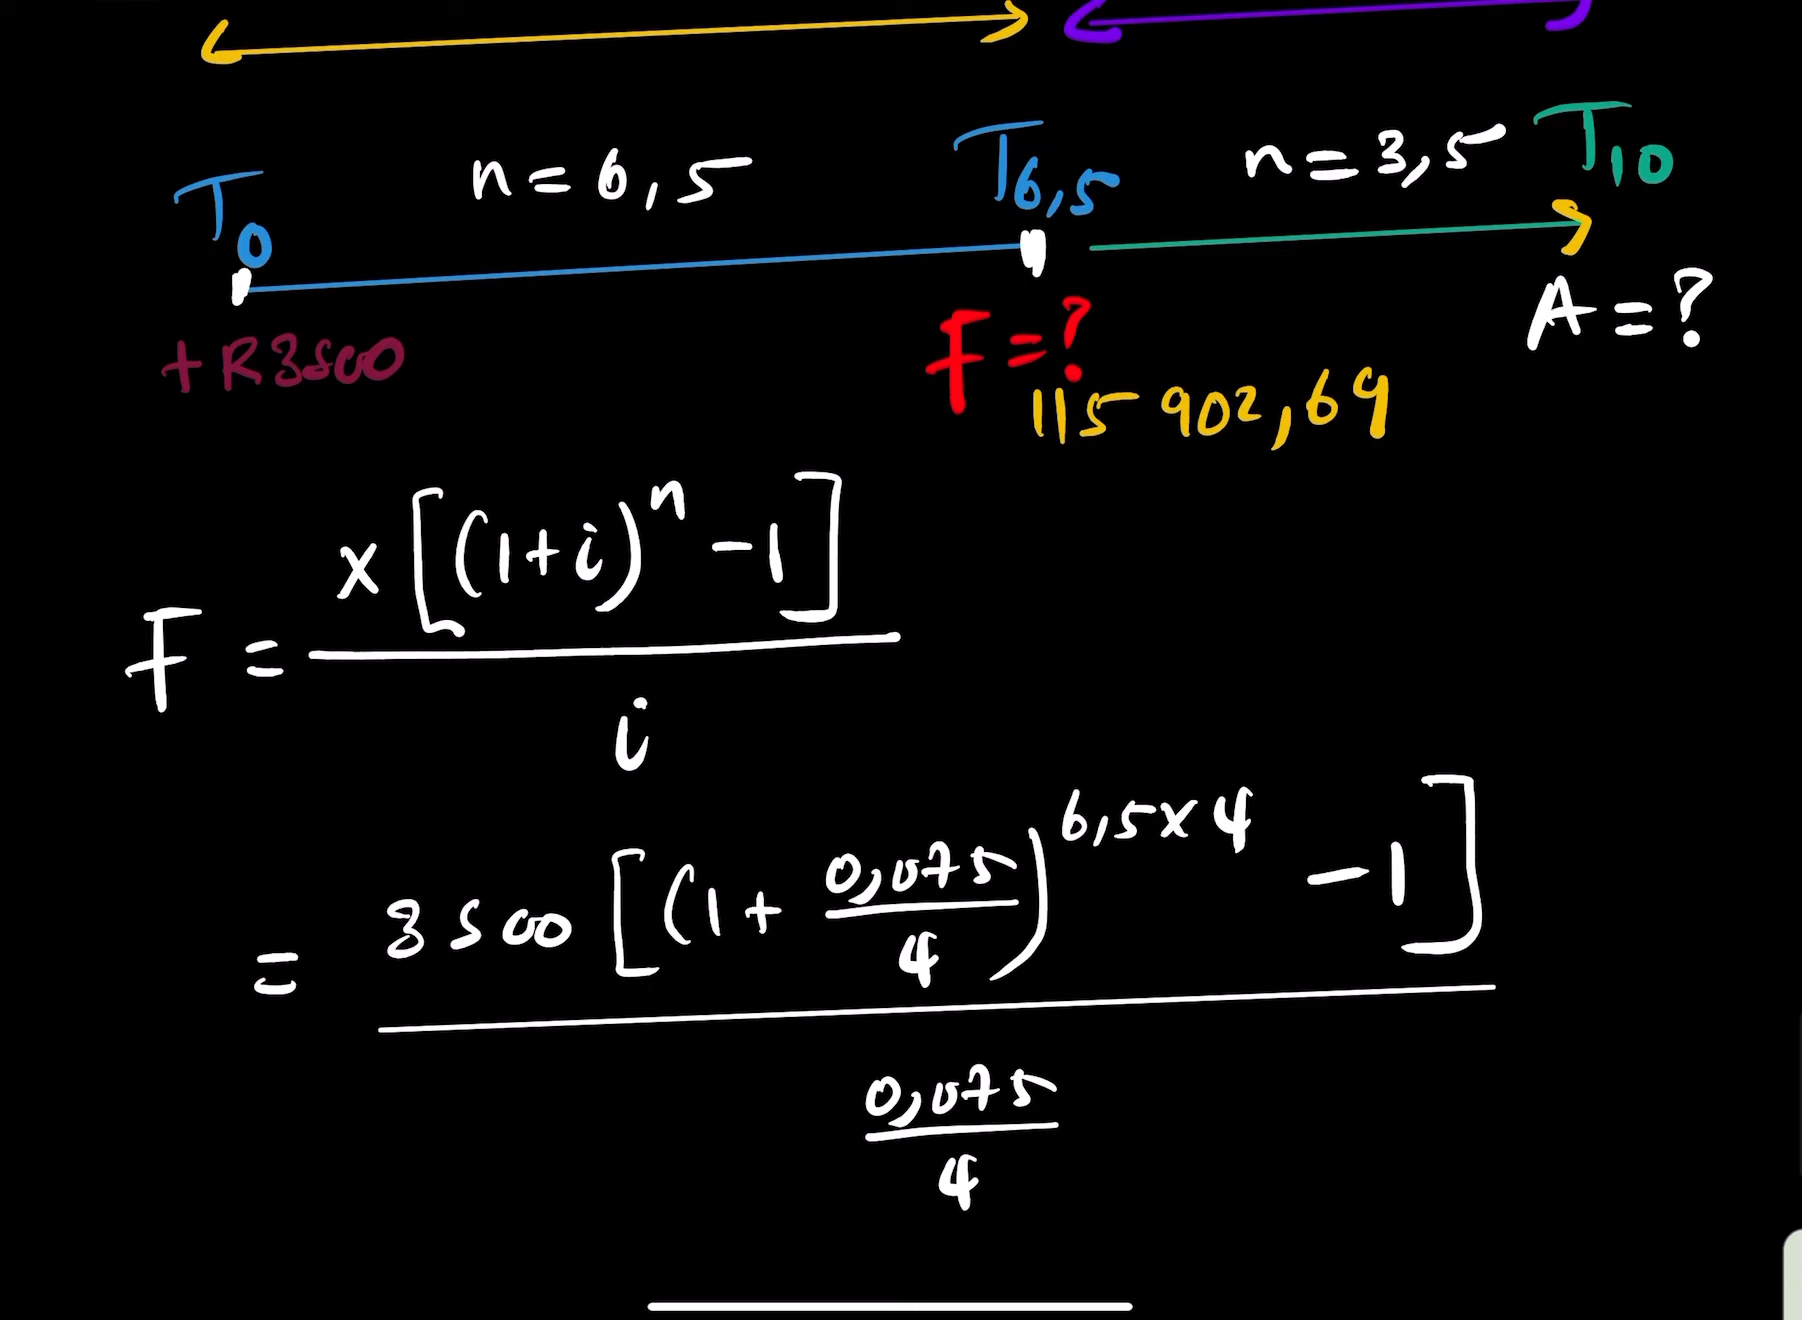 T₀ n = 6,5 T₆,₅ n = 3,5 T₁₀
+R3500 F = ? A = ?
115 902,69
F = x[(1+i)ⁿ - 1] / i
= 3500[(1 + 0,075/4)^(6,5×4) - 1] / (0,075/4)